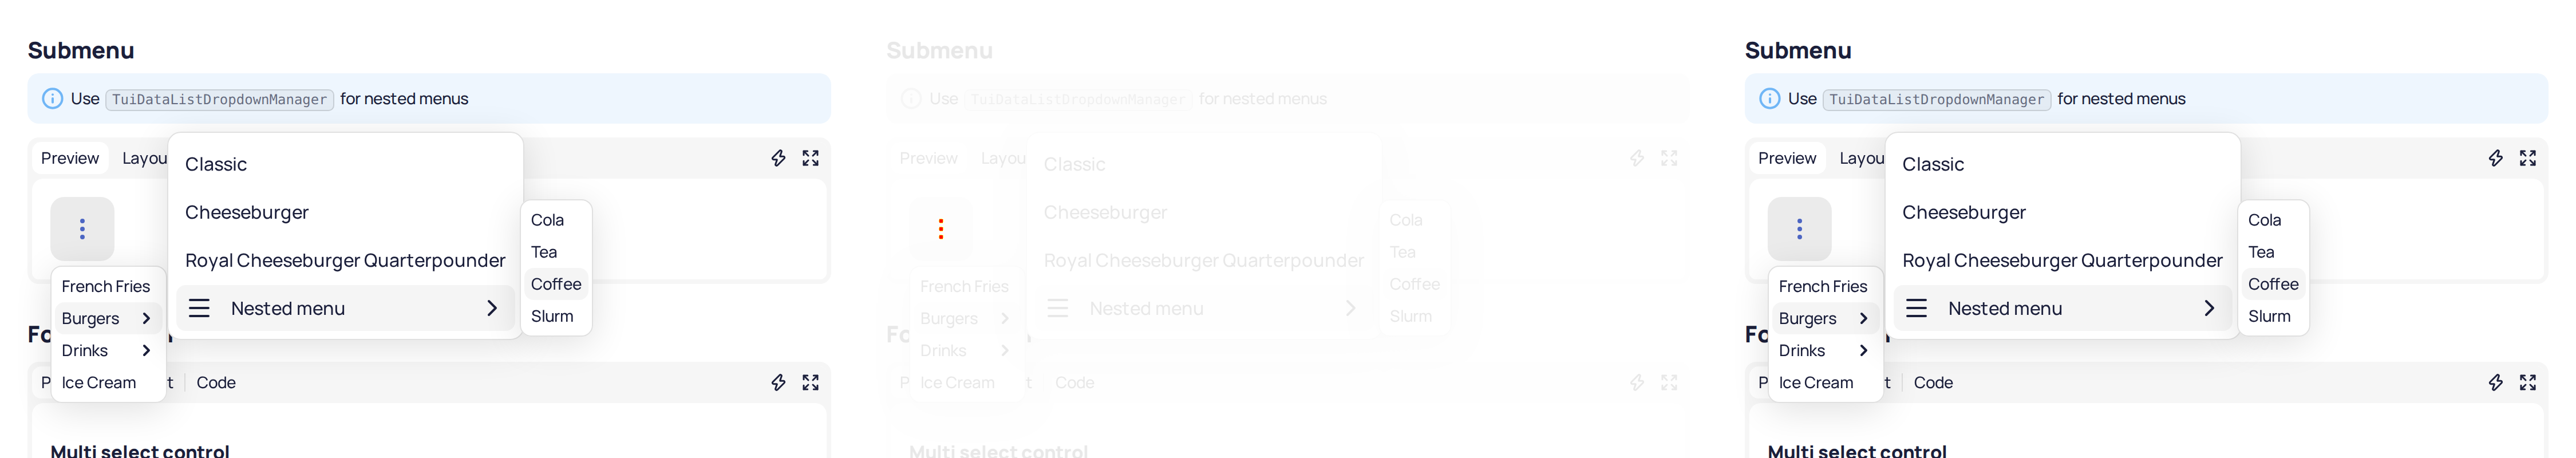 Submenu
Use TuiDataListDropdownManager for nested menus
Preview Layou
Classic
Cheeseburger
Royal Cheeseburger Quarterpounder
Nested menu
Cola
Tea
Coffee
Slurm
French Fries
Burgers
Drinks
Ice Cream
Fo
P t Code
Multi select control
Submenu
Use TuiDataListDropdownManager for nested menus
Preview Layou
Classic
Cheeseburger
Royal Cheeseburger Quarterpounder
Nested menu
Cola
Tea
Coffee
Slurm
French Fries
Burgers
Drinks
Ice Cream
Fo
P t Code
Multi select control
Submenu
Use TuiDataListDropdownManager for nested menus
Preview Layou
Classic
Cheeseburger
Royal Cheeseburger Quarterpounder
Nested menu
Cola
Tea
Coffee
Slurm
French Fries
Burgers
Drinks
Ice Cream
Fo
P t Code
Multi select control